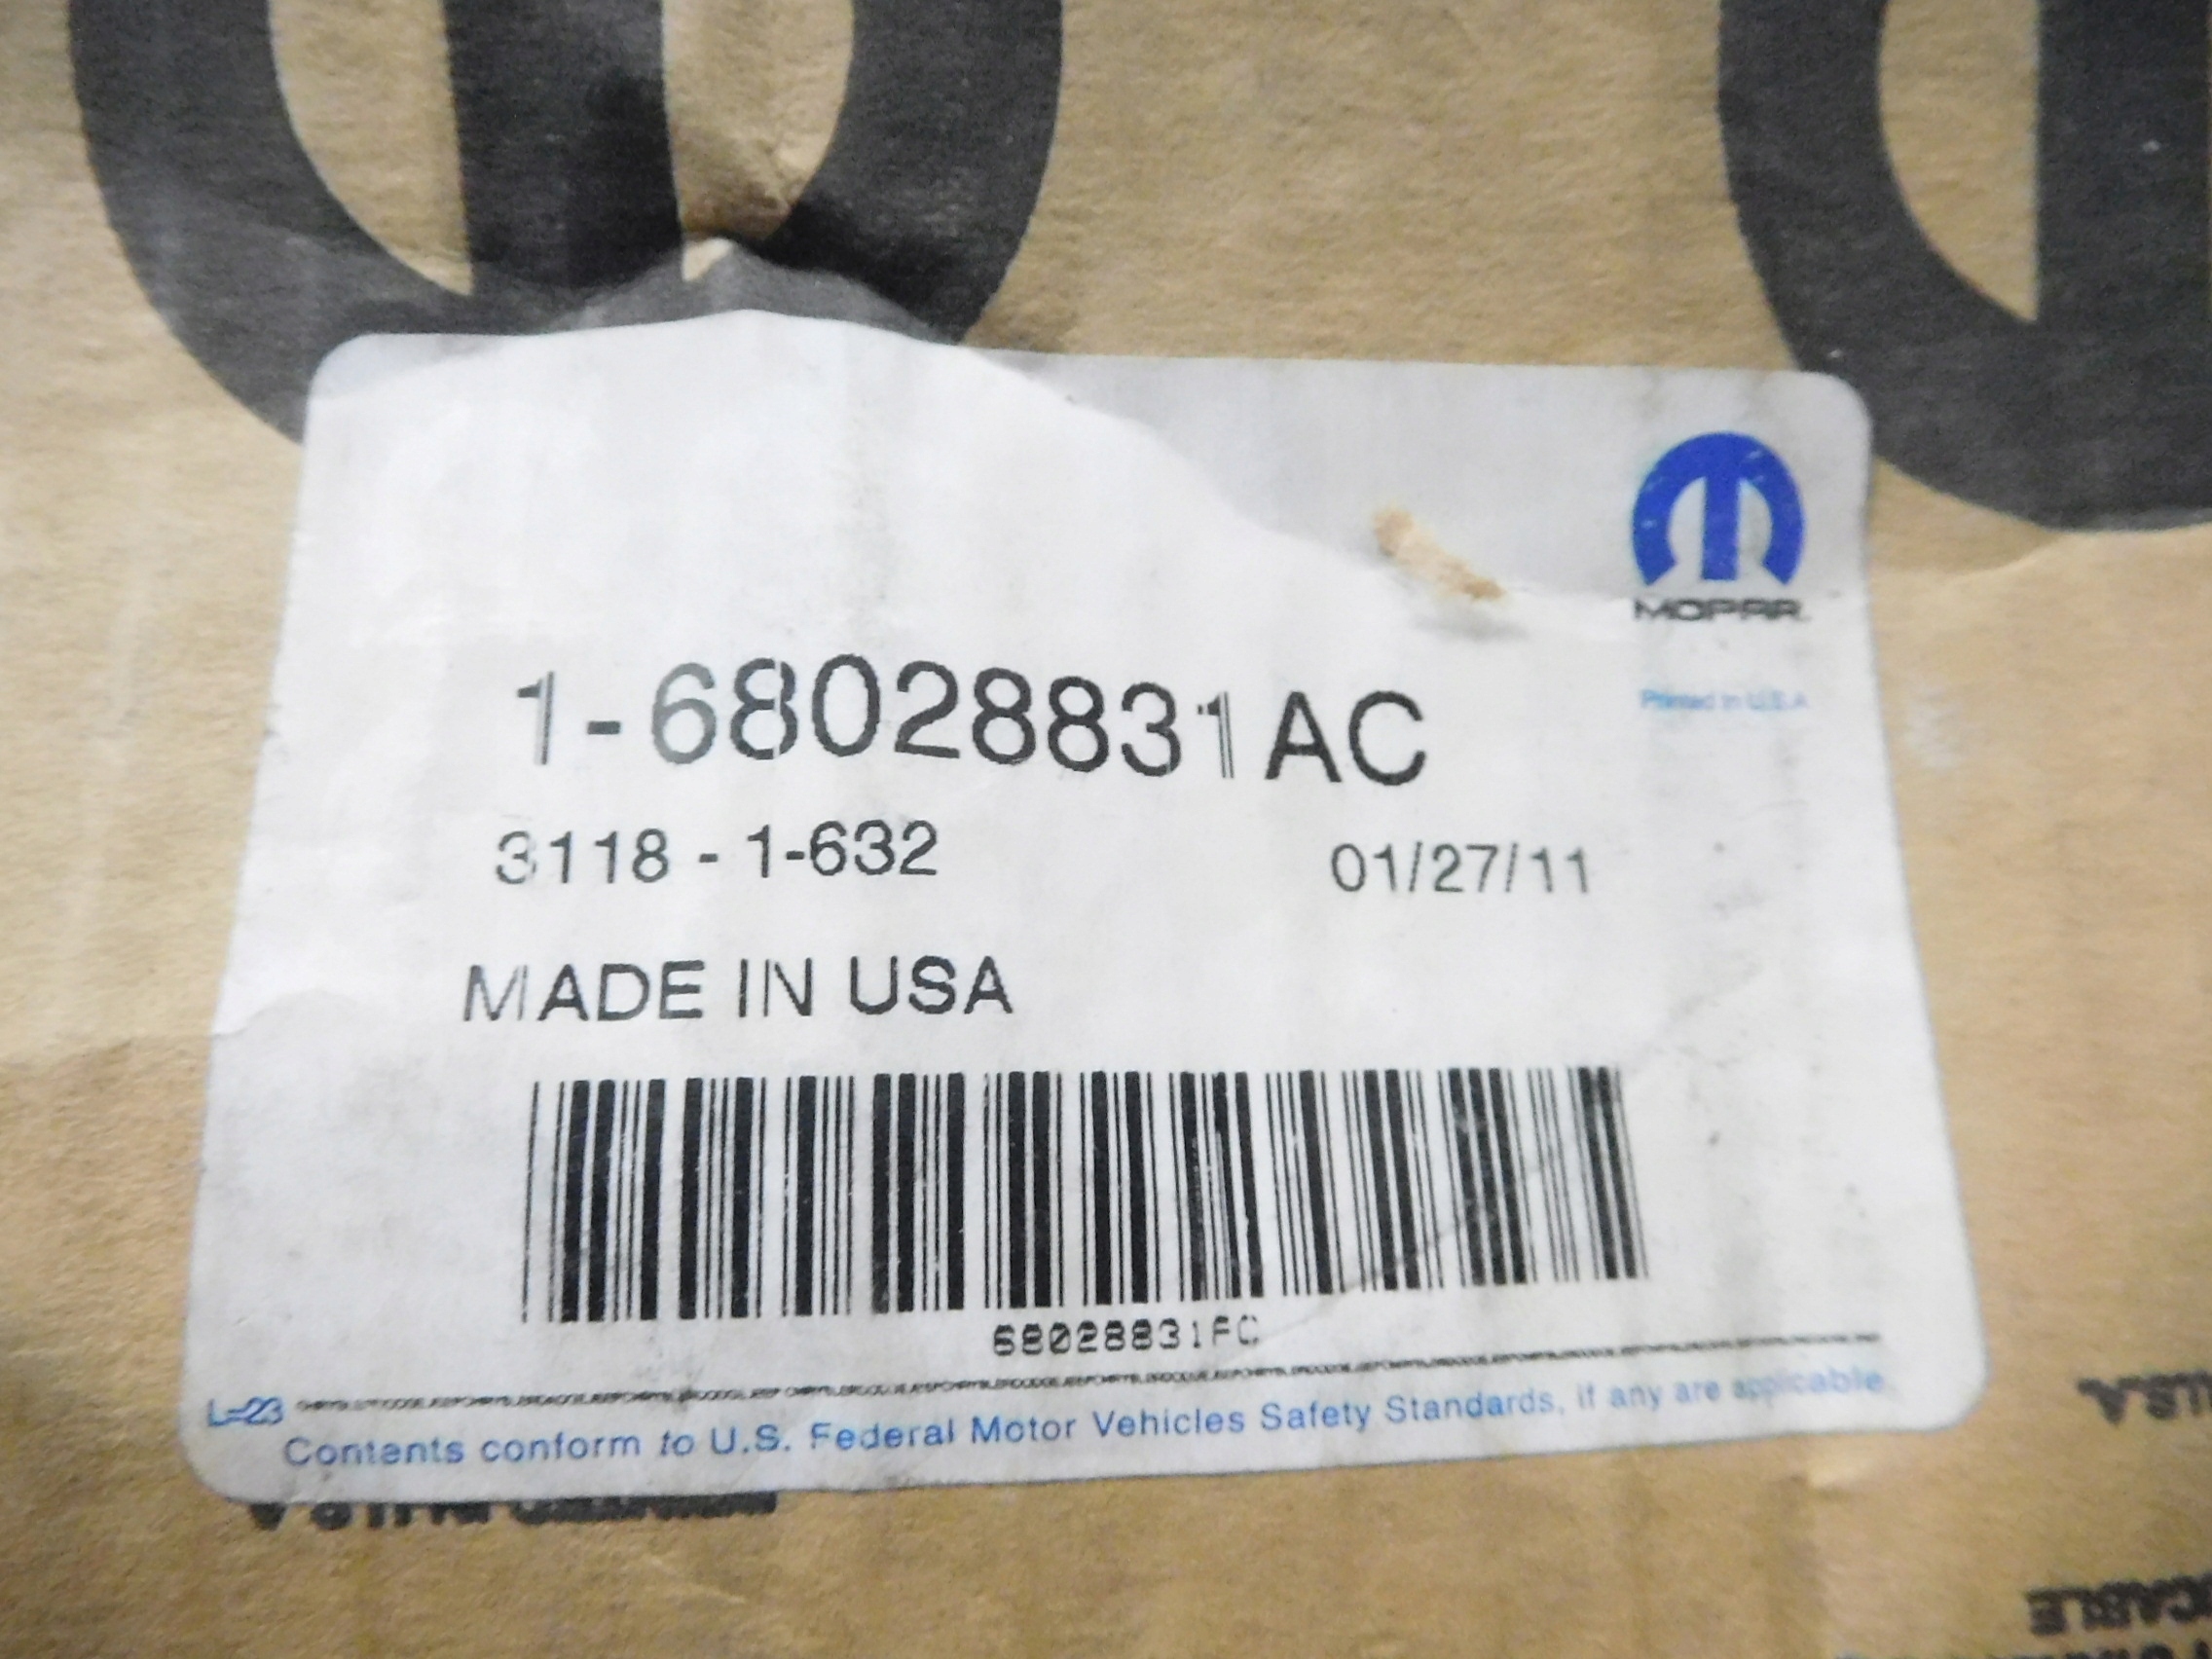 MOPAR.
Printed in U.S.A
1-68028831AC
3118 - 1-632 01/27/11
MADE IN USA
68028831AC
L-23
Contents conform to U.S. Federal Motor Vehicles Safety Standards, if any are applicable
U.S.A.